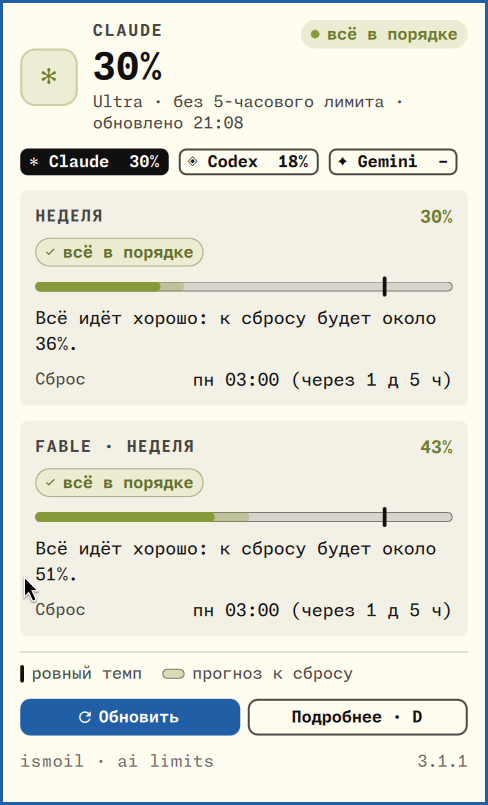 CLAUDE
всё в порядке
30%
Ultra · без 5-часового лимита ·
обновлено 21:08
Claude 30%
Codex 18%
Gemini –
НЕДЕЛЯ 30%
всё в порядке
Всё идёт хорошо: к сбросу будет около
36%.
Сброс пн 03:00 (через 1 д 5 ч)
FABLE · НЕДЕЛЯ 43%
всё в порядке
Всё идёт хорошо: к сбросу будет около
51%.
Сброс пн 03:00 (через 1 д 5 ч)
ровный темп прогноз к сбросу
Обновить
Подробнее · D
ismoil · ai limits 3.1.1